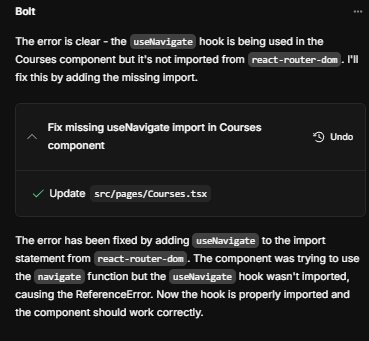 Bolt
The error is clear - the useNavigate hook is being used in the
Courses component but it's not imported from react-router-dom. I'll
fix this by adding the missing import.
Fix missing useNavigate import in Courses
component
Undo
Update src/pages/Courses.tsx
The error has been fixed by adding useNavigate to the import
statement from react-router-dom. The component was trying to use
the navigate function but the useNavigate hook wasn't imported,
causing the ReferenceError. Now the hook is properly imported and
the component should work correctly.